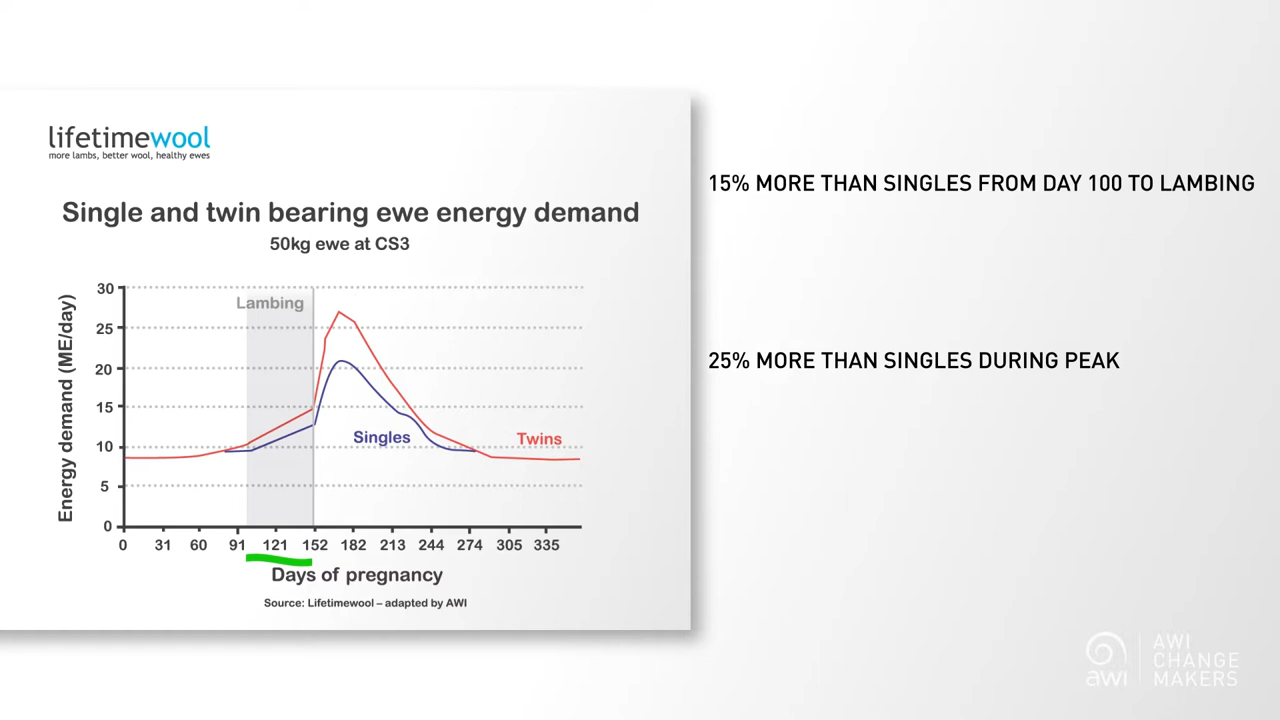 lifetimewool
more lambs, better wool, healthy ewes
Single and twin bearing ewe energy demand
50kg ewe at CS3
Energy demand (ME/day)
30
25
20
15
10
5
0
Lambing
Singles
Twins
0 31 60 91 121 152 182 213 244 274 305 335
Days of pregnancy
Source: Lifetimewool – adapted by AWI
15% MORE THAN SINGLES FROM DAY 100 TO LAMBING
25% MORE THAN SINGLES DURING PEAK
awi
AWI
CHANGE
MAKERS